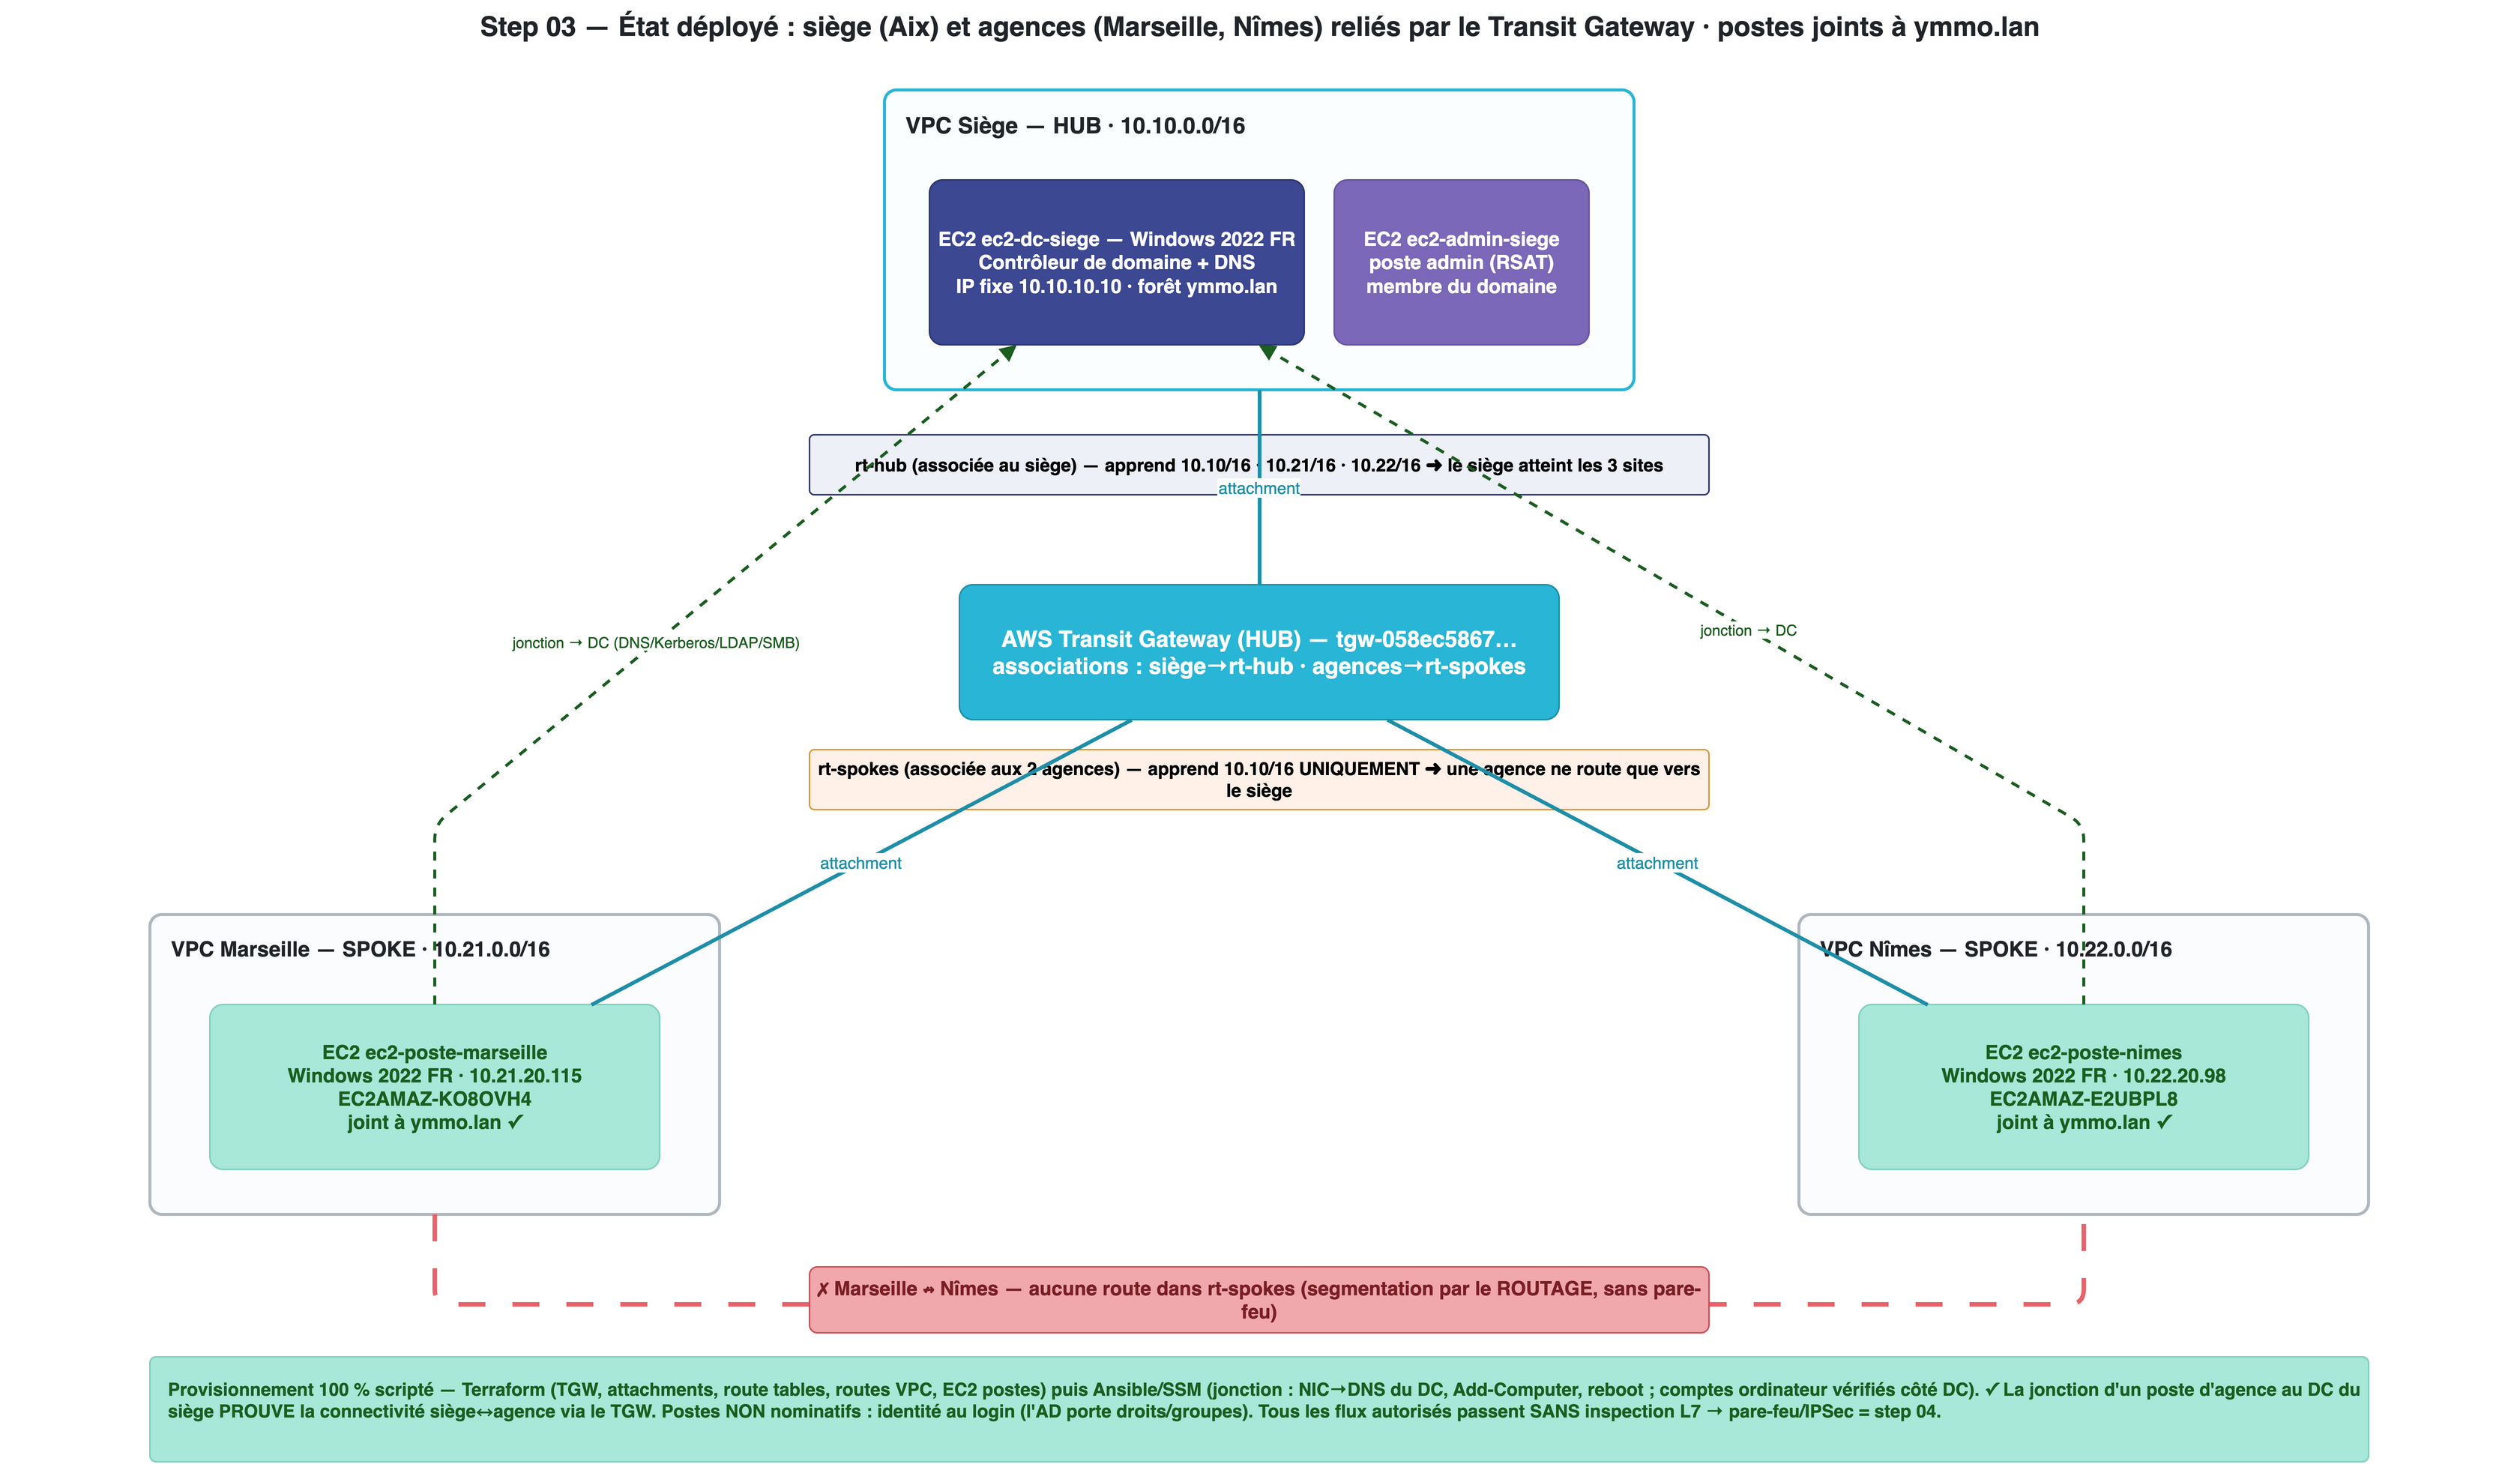 Step 03 — État déployé : siège (Aix) et agences (Marseille, Nîmes) reliés par le Transit Gateway · postes joints à ymmo.lan
VPC Siège — HUB · 10.10.0.0/16
EC2 ec2-dc-siege — Windows 2022 FR
Contrôleur de domaine + DNS
IP fixe 10.10.10.10 · forêt ymmo.lan
EC2 ec2-admin-siege
poste admin (RSAT)
membre du domaine
rt-hub (associée au siège) — apprend 10.10/16 · 10.21/16 · 10.22/16 ➜ le siège atteint les 3 sites
attachment
jonction → DC (DNS/Kerberos/LDAP/SMB)
jonction → DC
AWS Transit Gateway (HUB) — tgw-058ec5867…
associations : siège→rt-hub · agences→rt-spokes
rt-spokes (associée aux 2 agences) — apprend 10.10/16 UNIQUEMENT ➜ une agence ne route que vers
le siège
attachment
attachment
VPC Marseille — SPOKE · 10.21.0.0/16
EC2 ec2-poste-marseille
Windows 2022 FR · 10.21.20.115
EC2AMAZ-KO8OVH4
joint à ymmo.lan ✓
VPC Nîmes — SPOKE · 10.22.0.0/16
EC2 ec2-poste-nimes
Windows 2022 FR · 10.22.20.98
EC2AMAZ-E2UBPL8
joint à ymmo.lan ✓
✗ Marseille ↮ Nîmes — aucune route dans rt-spokes (segmentation par le ROUTAGE, sans pare-
feu)
Provisionnement 100 % scripté — Terraform (TGW, attachments, route tables, routes VPC, EC2 postes) puis Ansible/SSM (jonction : NIC→DNS du DC, Add-Computer, reboot ; comptes ordinateur vérifiés côté DC). ✓ La jonction d'un poste d'agence au DC du
siège PROUVE la connectivité siège↔agence via le TGW. Postes NON nominatifs : identité au login (l'AD porte droits/groupes). Tous les flux autorisés passent SANS inspection L7 → pare-feu/IPSec = step 04.